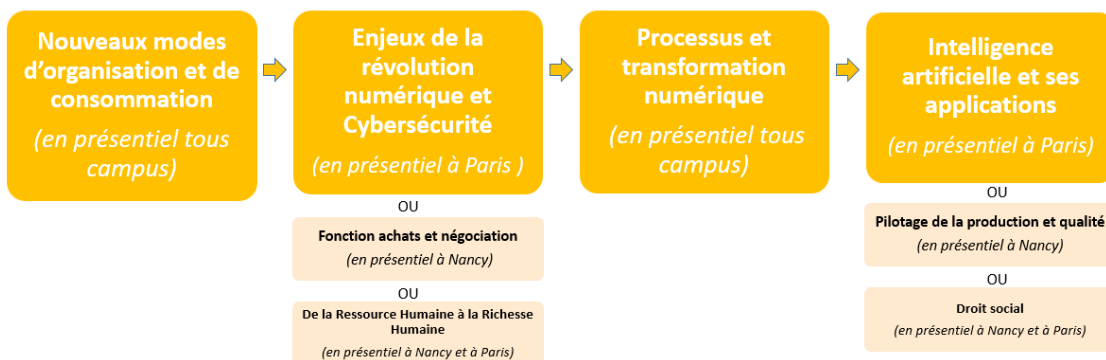 Nouveaux modes
d'organisation et de
consommation
(en présentiel tous
campus)
Enjeux de la
révolution
numérique et
Cybersécurité
(en présentiel à Paris )
OU
Fonction achats et négociation
(en présentiel à Nancy)
OU
De la Ressource Humaine à la Richesse
Humaine
(en présentiel à Nancy et à Paris)
Processus et
transformation
numérique
(en présentiel tous
campus)
Intelligence
artificielle et ses
applications
(en présentiel à Paris)
OU
Pilotage de la production et qualité
(en présentiel à Nancy)
OU
Droit social
(en présentiel à Nancy et à Paris)